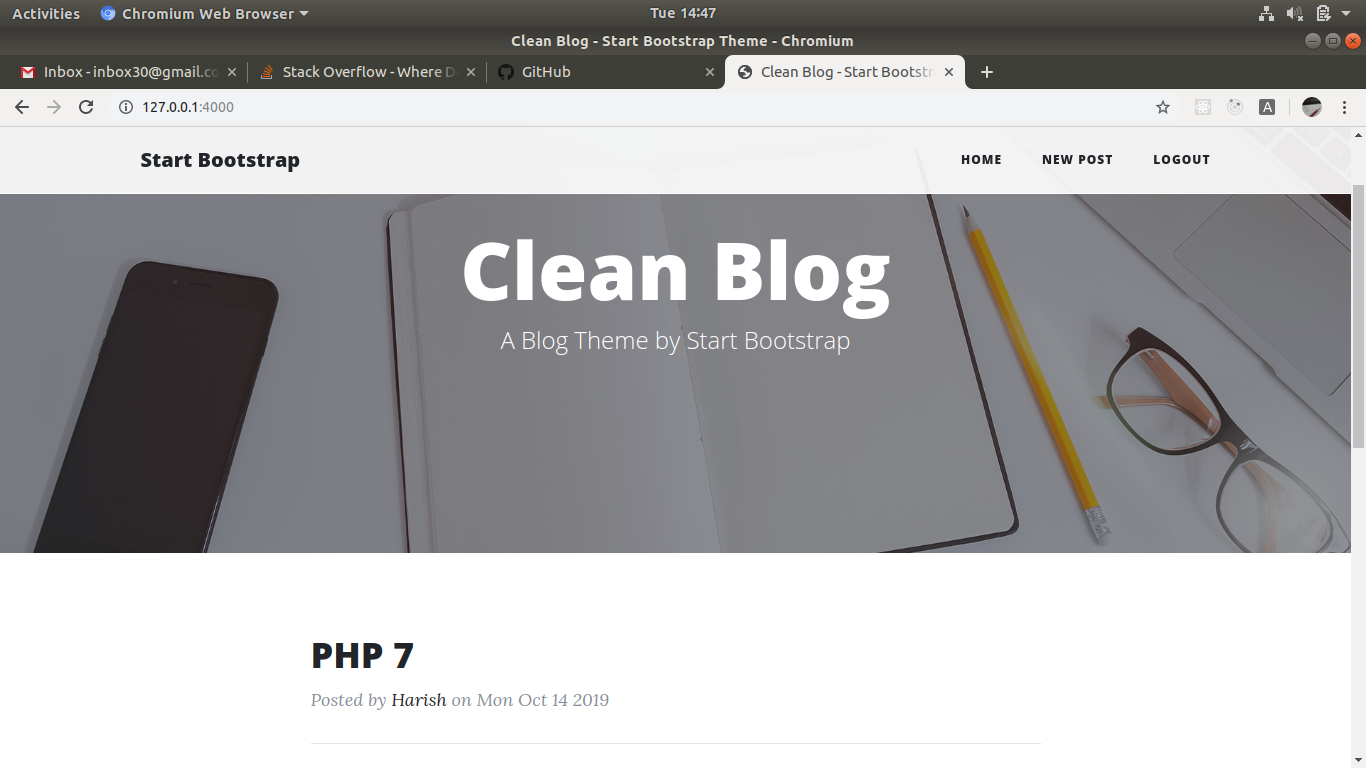 Activities Chromium Web Browser Tue 14:47
Clean Blog - Start Bootstrap Theme - Chromium
Inbox - inbox30@gmail.co Stack Overflow - Where D GitHub Clean Blog - Start Bootstr
127.0.0.1:4000 A
Start Bootstrap HOME NEW POST LOGOUT
Clean Blog
A Blog Theme by Start Bootstrap
PHP 7
Posted by Harish on Mon Oct 14 2019